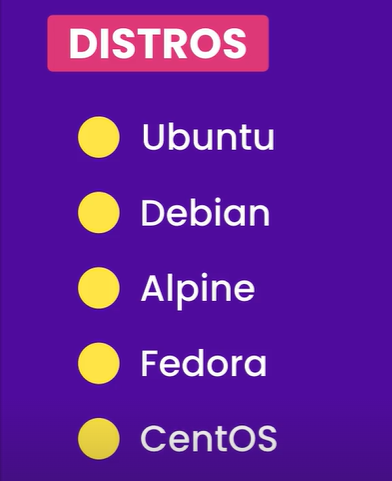 DISTROS
Ubuntu
Debian
Alpine
Fedora
CentOS